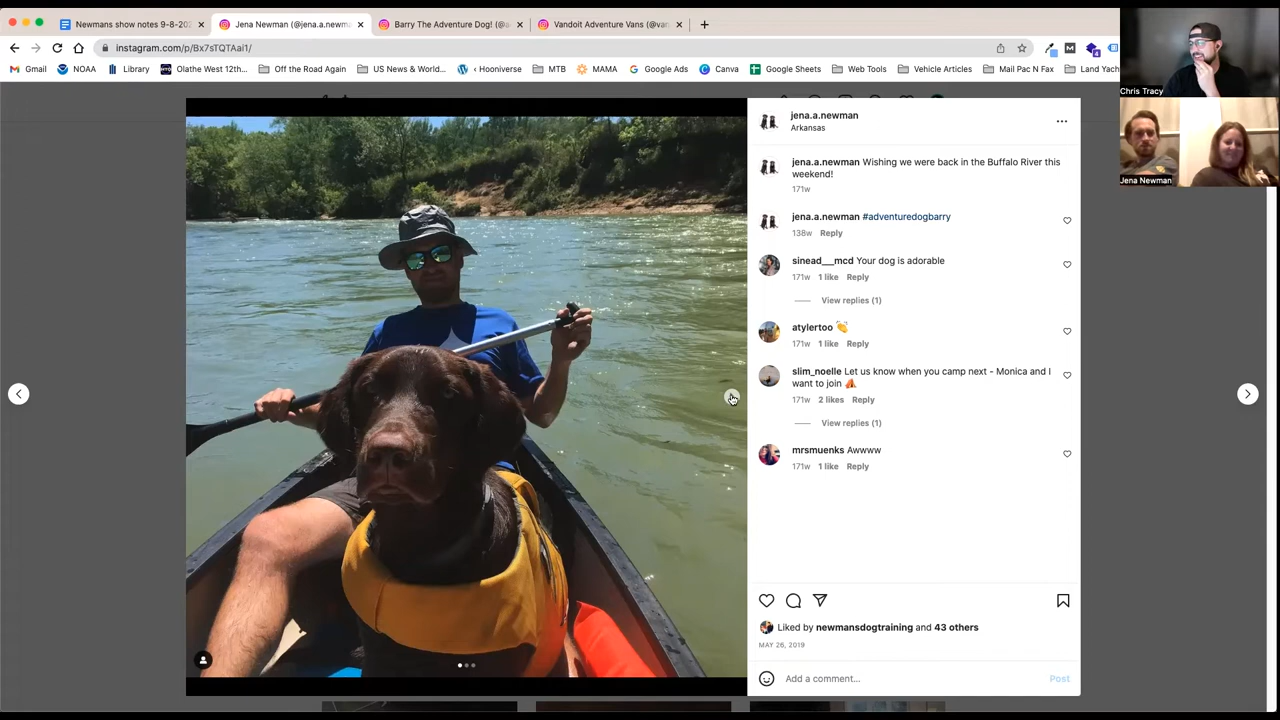 Newmans show notes 9-8-202
Jena Newman (@jena.a.newma
Barry The Adventure Dog! (@a
Vandoit Adventure Vans (@van
instagram.com/p/Bx7sTQTAai1/
Gmail
NOAA
Library
Olathe West 12th...
Off the Road Again
US News & World...
‹ Hooniverse
MTB
MAMA
Google Ads
Canva
Google Sheets
Web Tools
Vehicle Articles
Mail Pac N Fax
Land Yach
Chris Tracy
Jena Newman
jena.a.newman
Arkansas
jena.a.newman Wishing we were back in the Buffalo River this
weekend!
171w
jena.a.newman #adventuredogbarry
138w Reply
sinead___mcd Your dog is adorable
171w 1 like Reply
View replies (1)
atylertoo 👏
171w 1 like Reply
slim_noelle Let us know when you camp next - Monica and I
want to join ⛺
171w 2 likes Reply
View replies (1)
mrsmuenks Awwww
171w 1 like Reply
Liked by newmansdogtraining and 43 others
MAY 26, 2019
Add a comment...
Post